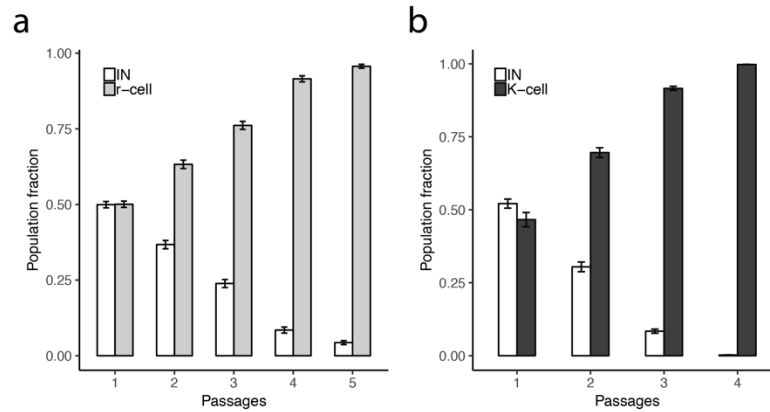 a
1.00
0.75
0.50
0.25
0.00
Population fraction
IN
r-cell
1 2 3 4 5
Passages
b
1.00
0.75
0.50
0.25
0.00
Population fraction
IN
K-cell
1 2 3 4
Passages